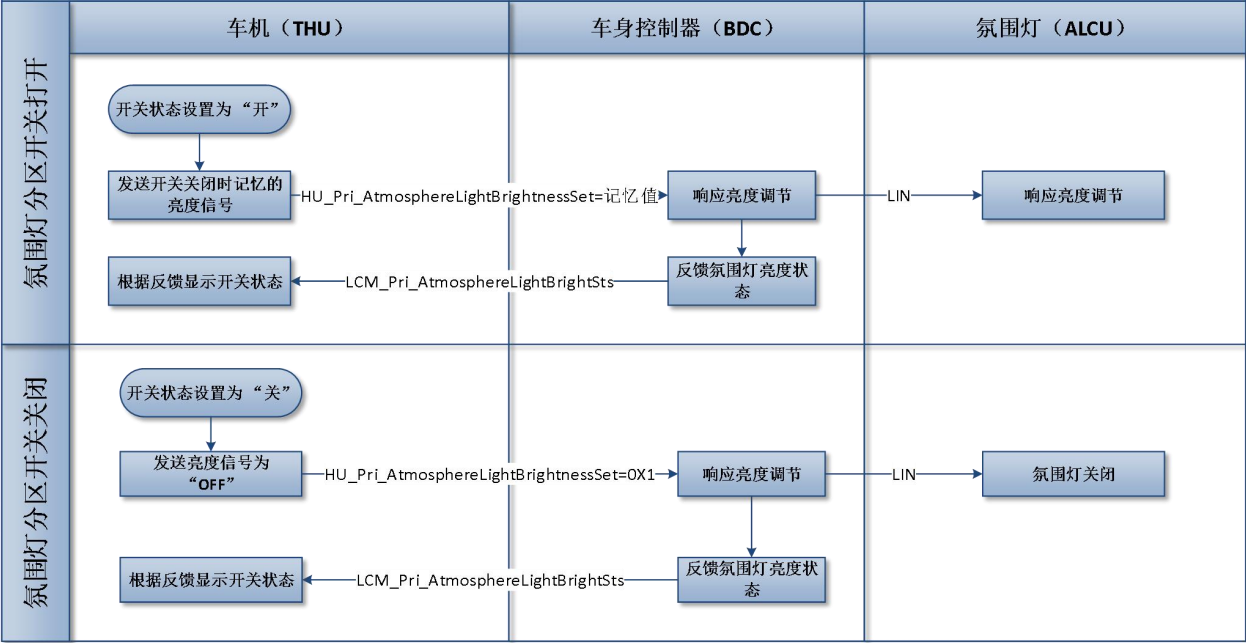 车机（THU）
车身控制器（BDC）
氛围灯（ALCU）
氛围灯分区开关打开
开关状态设置为“开”
发送开关关闭时记忆的
亮度信号
HU_Pri_AtmosphereLightBrightnessSet=记忆值
响应亮度调节
LIN
响应亮度调节
根据反馈显示开关状态
LCM_Pri_AtmosphereLightBrightSts
反馈氛围灯亮度状
态
氛围灯分区开关关闭
开关状态设置为“关”
发送亮度信号为
“OFF”
HU_Pri_AtmosphereLightBrightnessSet=0X1
响应亮度调节
LIN
氛围灯关闭
根据反馈显示开关状态
LCM_Pri_AtmosphereLightBrightSts
反馈氛围灯亮度状
态